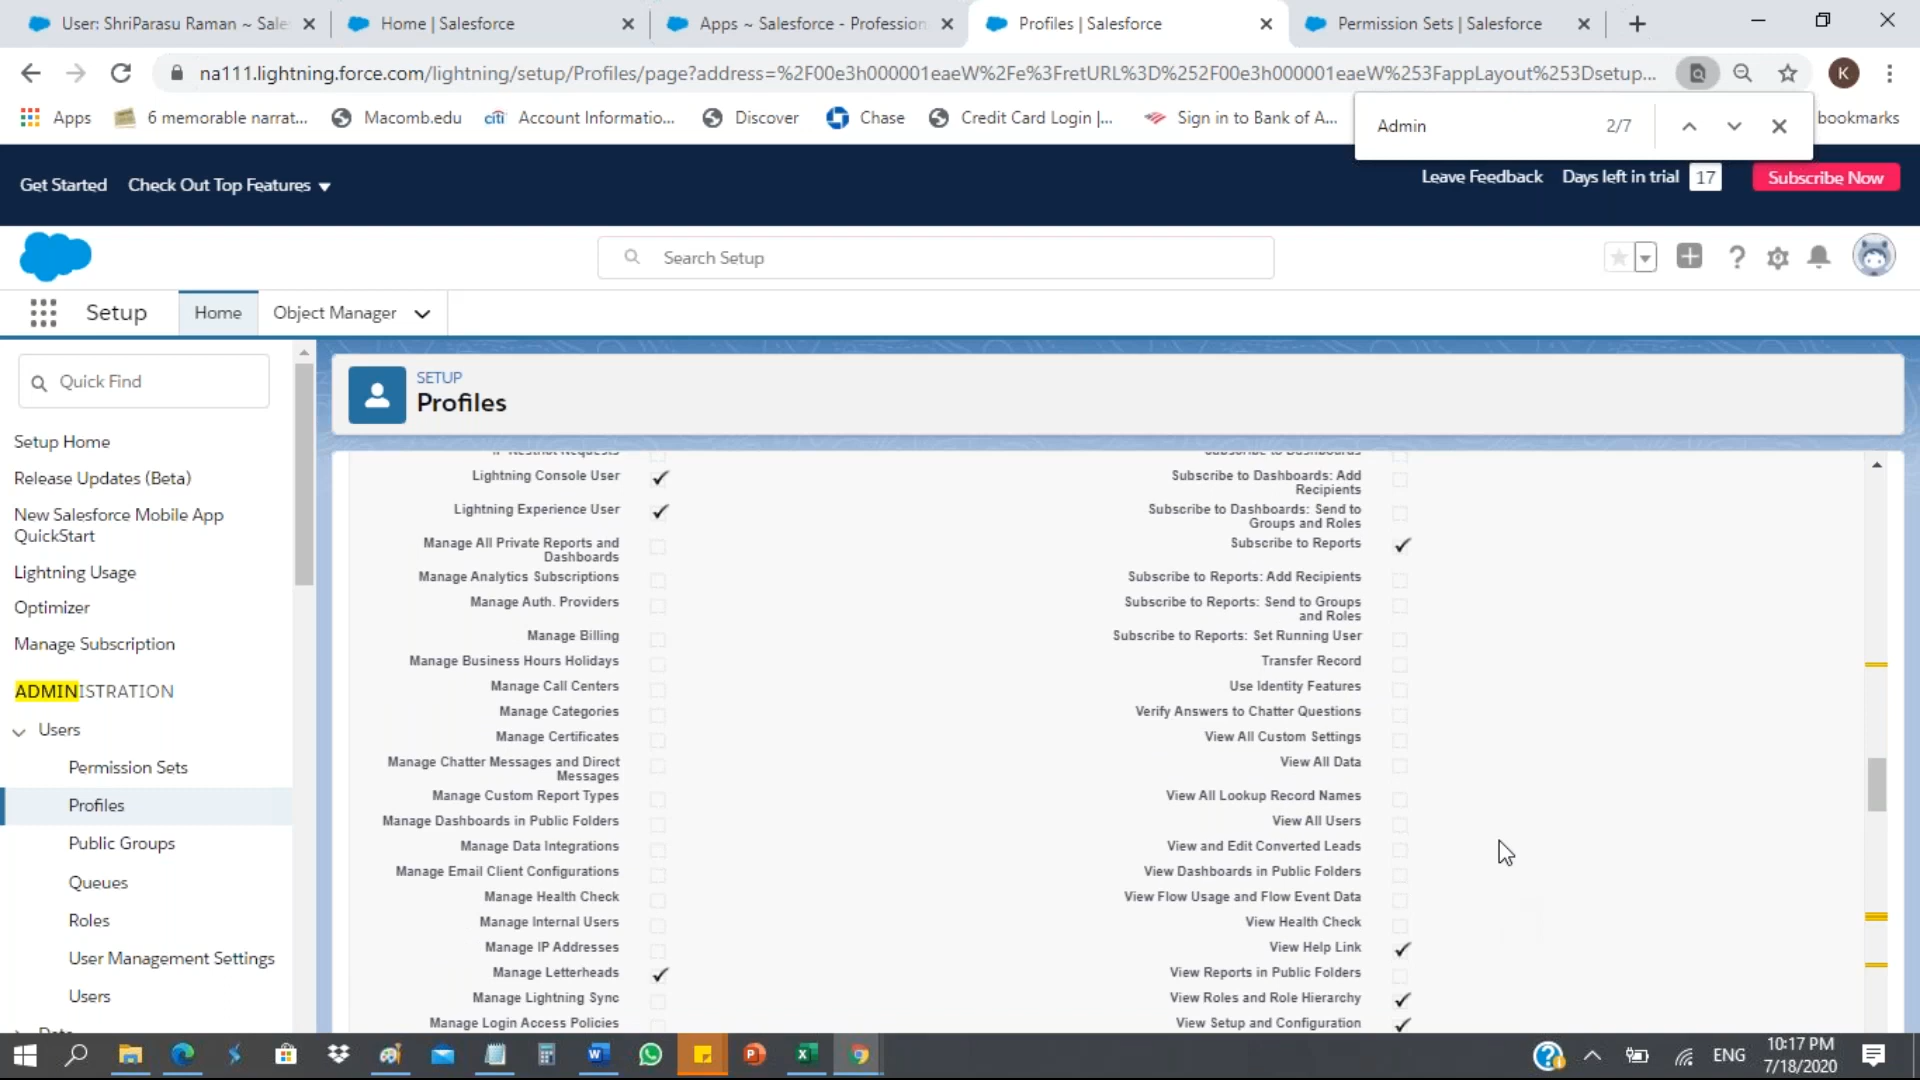 User: ShriParasu Raman ~ Sale
Home | Salesforce
Apps ~ Salesforce - Profession
Profiles | Salesforce
Permission Sets | Salesforce
na111.lightning.force.com/lightning/setup/Profiles/page?address=%2F00e3h000001eaeW%2Fe%3FretURL%3D%252F00e3h000001eaeW%253FappLayout%253Dsetup...
K
Apps
6 memorable narrat...
Macomb.edu
citi
Account Informatio...
Discover
Chase
Credit Card Login |...
Sign in to Bank of A...
bookmarks
Admin
2/7
Get Started
Check Out Top Features
Leave Feedback
Days left in trial
17
Subscribe Now
Search Setup
Setup
Home
Object Manager
Quick Find
Setup Home
Release Updates (Beta)
New Salesforce Mobile App
QuickStart
Lightning Usage
Optimizer
Manage Subscription
ADMINISTRATION
Users
Permission Sets
Profiles
Public Groups
Queues
Roles
User Management Settings
Users
Data
SETUP
Profiles
IP Restrict Requests
Lightning Console User
Lightning Experience User
Manage All Private Reports and
Dashboards
Manage Analytics Subscriptions
Manage Auth. Providers
Manage Billing
Manage Business Hours Holidays
Manage Call Centers
Manage Categories
Manage Certificates
Manage Chatter Messages and Direct
Messages
Manage Custom Report Types
Manage Dashboards in Public Folders
Manage Data Integrations
Manage Email Client Configurations
Manage Health Check
Manage Internal Users
Manage IP Addresses
Manage Letterheads
Manage Lightning Sync
Manage Login Access Policies
Subscribe to Dashboards
Subscribe to Dashboards: Add
Recipients
Subscribe to Dashboards: Send to
Groups and Roles
Subscribe to Reports
Subscribe to Reports: Add Recipients
Subscribe to Reports: Send to Groups
and Roles
Subscribe to Reports: Set Running User
Transfer Record
Use Identity Features
Verify Answers to Chatter Questions
View All Custom Settings
View All Data
View All Lookup Record Names
View All Users
View and Edit Converted Leads
View Dashboards in Public Folders
View Flow Usage and Flow Event Data
View Health Check
View Help Link
View Reports in Public Folders
View Roles and Role Hierarchy
View Setup and Configuration
ENG
10:17 PM
7/18/2020